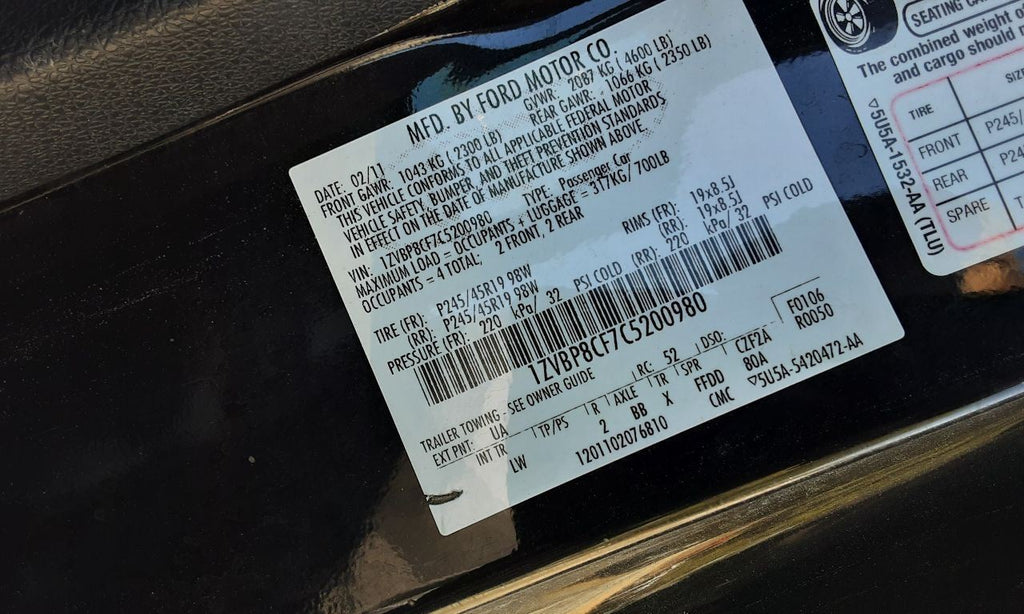 MFD. BY FORD MOTOR CO.
DATE: 02/11 GVWR: 2087 KG ( 4600 LB)
FRONT GAWR: 1043 KG ( 2300 LB) REAR GAWR: 1066 KG ( 2350 LB)
THIS VEHICLE CONFORMS TO ALL APPLICABLE FEDERAL MOTOR
VEHICLE SAFETY, BUMPER, AND THEFT PREVENTION STANDARDS
IN EFFECT ON THE DATE OF MANUFACTURE SHOWN ABOVE.
VIN: 1ZVBP8CF7C5200980 TYPE: Passenger Car
MAXIMUM LOAD = OCCUPANTS + LUGGAGE = 317KG/ 700LB
OCCUPANTS = 4 TOTAL: 2 FRONT, 2 REAR
TIRE (FR): P245/45R19 98W RIMS (FR): 19x8.5J
(RR): P245/45R19 98W (RR): 19x8.5J
PRESSURE (FR): 220 kPa/ 32 PSI COLD (RR): 220 kPa/ 32 PSI COLD
1ZVBP8CF7C5200980
TRAILER TOWING - SEE OWNER GUIDE
EXT PNT: UA RC: 52 DSO: F0106
R0050
INT TR TP/PS R AXLE TR SPR CZF2A
LW 2 BB X FFDD 80A
CMC
1201102076810 ▽5U5A-5420472-AA
SEATING
The combined weight of
and cargo should
TIRE SIZ
FRONT P245/
REAR P24
SPARE T
▽5U5A-1532-AA (TLU)